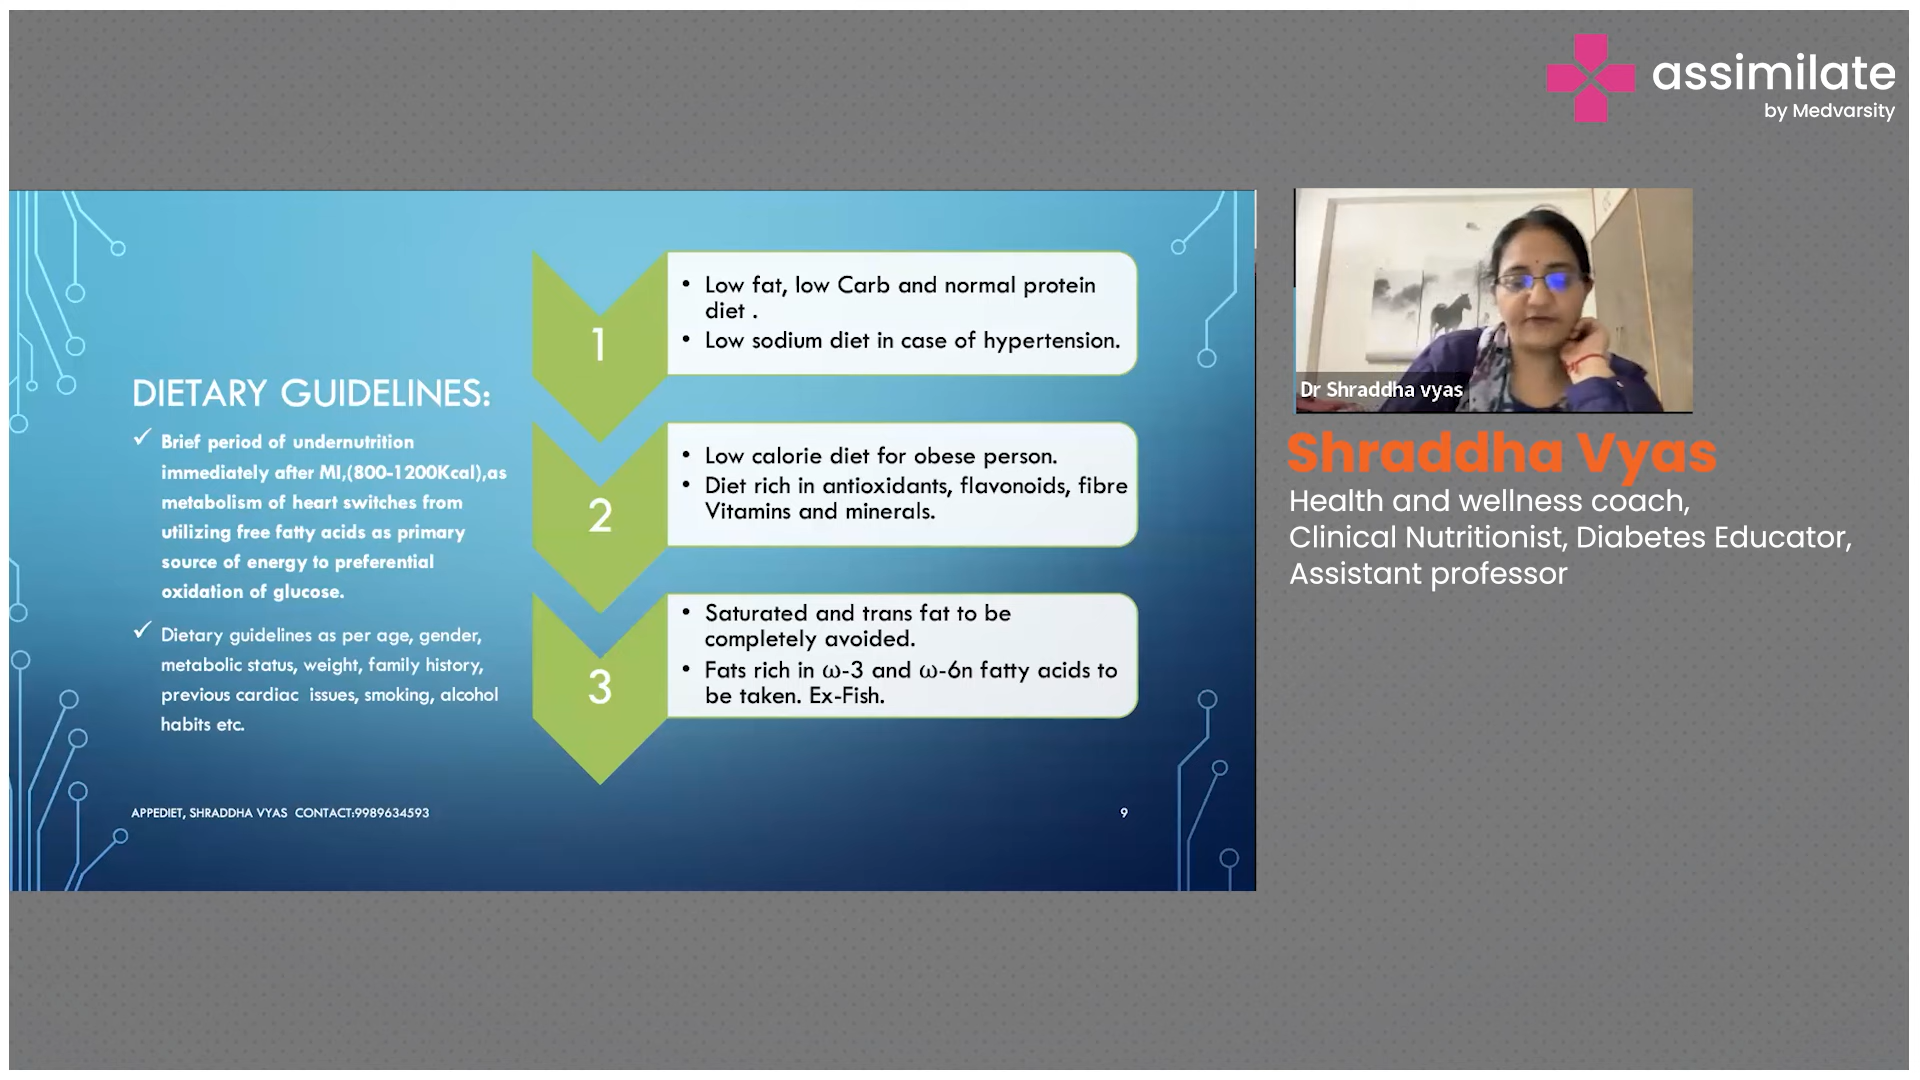 assimilate
by Medvarsity
DIETARY GUIDELINES:
✓ Brief period of undernutrition
immediately after MI,(800-1200Kcal),as
metabolism of heart switches from
utilizing free fatty acids as primary
source of energy to preferential
oxidation of glucose.
✓ Dietary guidelines as per age, gender,
metabolic status, weight, family history,
previous cardiac issues, smoking, alcohol
habits etc.
1
• Low fat, low Carb and normal protein
diet .
• Low sodium diet in case of hypertension.
2
• Low calorie diet for obese person.
• Diet rich in antioxidants, flavonoids, fibre
Vitamins and minerals.
3
• Saturated and trans fat to be
completely avoided.
• Fats rich in ω-3 and ω-6n fatty acids to
be taken. Ex-Fish.
APPEDIET, SHRADDHA VYAS CONTACT:9989634593
9
Dr Shraddha vyas
Shraddha Vyas
Health and wellness coach,
Clinical Nutritionist, Diabetes Educator,
Assistant professor